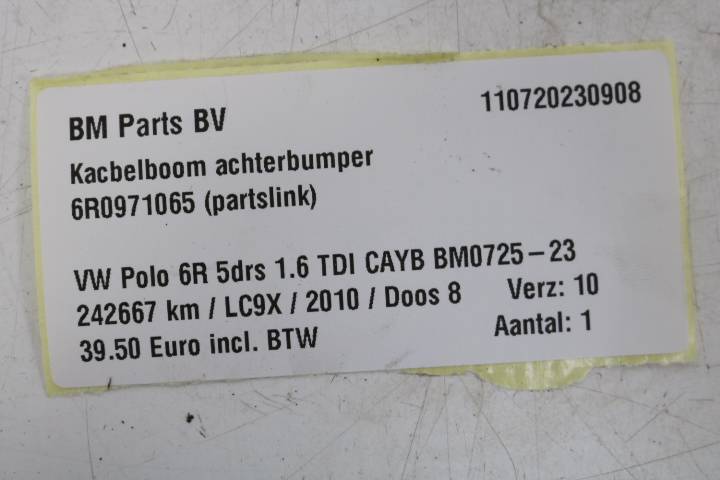 BM Parts BV
110720230908
Kacbelboom achterbumper
6R0971065 (partslink)
VW Polo 6R 5drs 1.6 TDI CAYB BM0725-23
242667 km / LC9X / 2010 / Doos 8 Verz: 10
39.50 Euro incl. BTW Aantal: 1